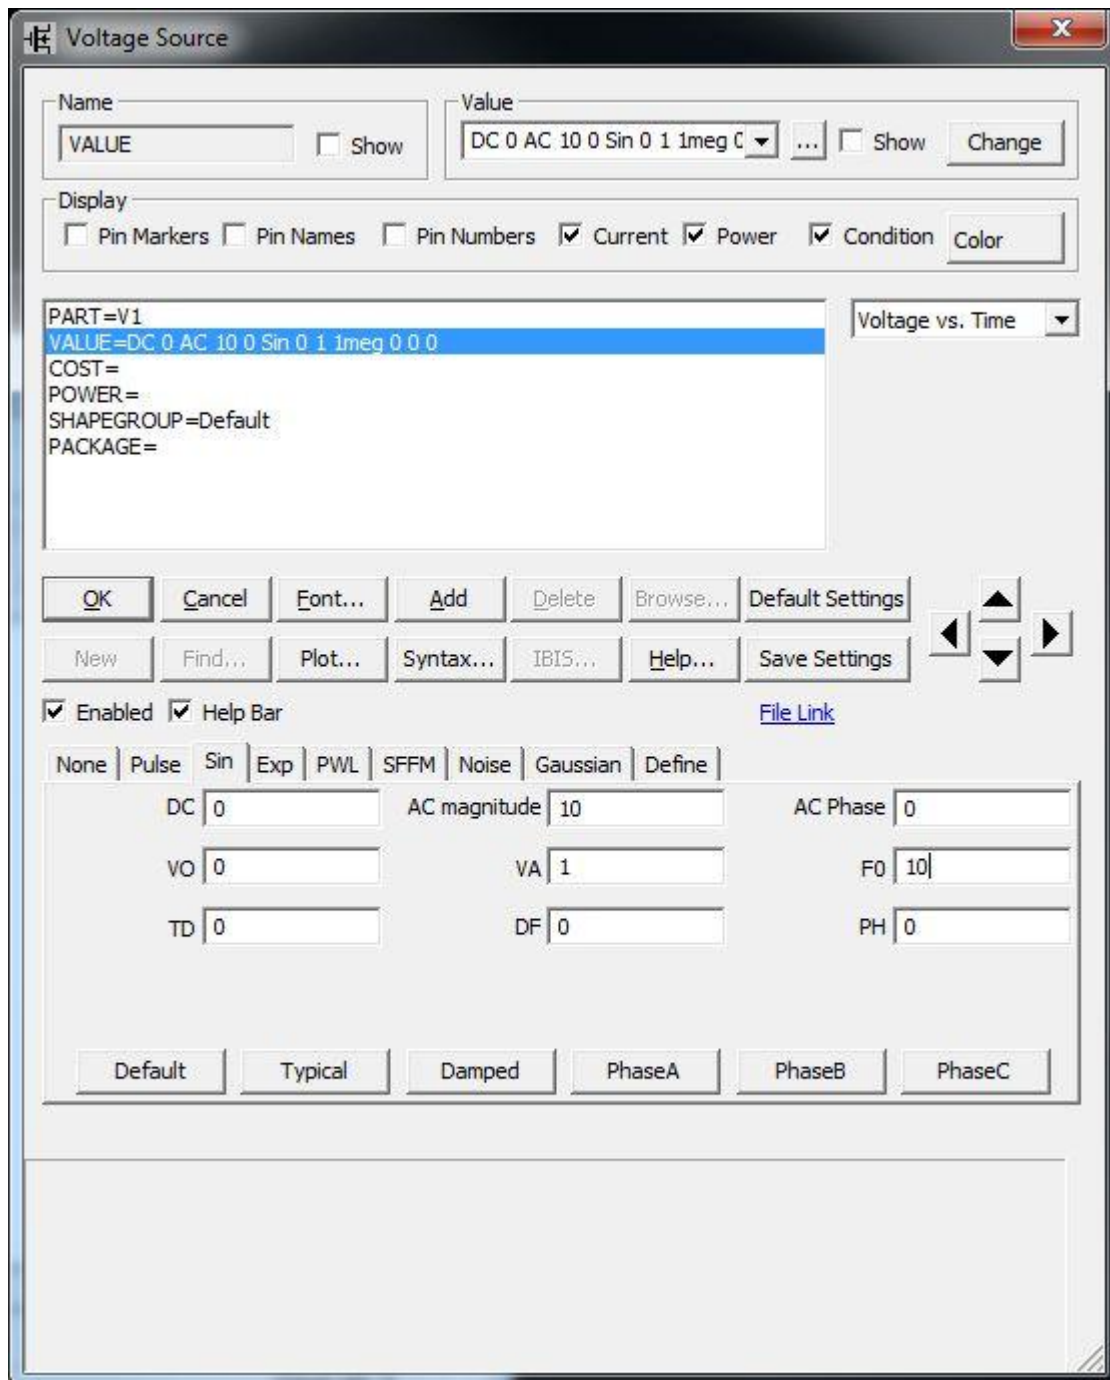 Voltage Source
Name
Value
VALUE
Show
DC 0 AC 10 0 Sin 0 1 1meg 0
...
Show
Change
Display
Pin Markers
Pin Names
Pin Numbers
Current
Power
Condition
Color
PART=V1
VALUE=DC 0 AC 10 0 Sin 0 1 1meg 0 0 0
COST=
POWER=
SHAPEGROUP=Default
PACKAGE=
Voltage vs. Time
OK
Cancel
Font...
Add
Delete
Browse...
Default Settings
New
Find...
Plot...
Syntax...
IBIS...
Help...
Save Settings
Enabled
Help Bar
File Link
None
Pulse
Sin
Exp
PWL
SFFM
Noise
Gaussian
Define
DC 0
AC magnitude 10
AC Phase 0
VO 0
VA 1
F0 10
TD 0
DF 0
PH 0
Default
Typical
Damped
PhaseA
PhaseB
PhaseC